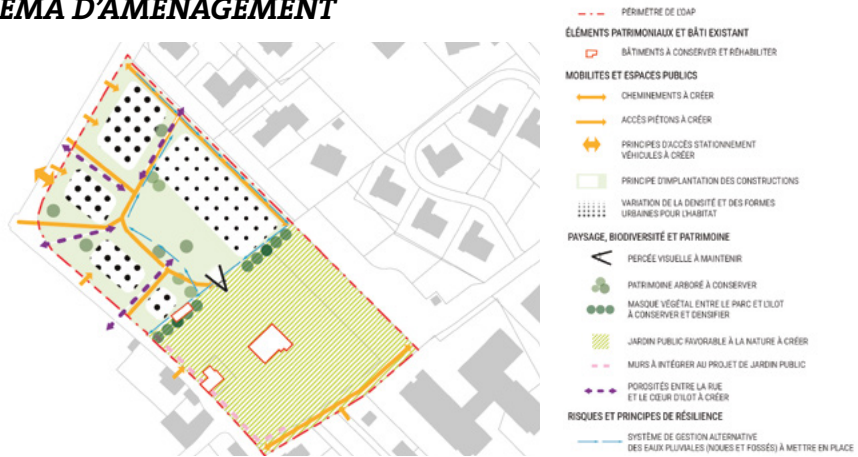 D'AMÉNAGEMENT
PÉRIMÈTRE DE L'OAP
ÉLÉMENTS PATRIMONIAUX ET BÂTI EXISTANT
BÂTIMENTS À CONSERVER ET RÉHABILITER
MOBILITES ET ESPACES PUBLICS
CHEMINEMENTS À CRÉER
ACCÈS PIÉTONS À CRÉER
PRINCIPES D'ACCÈS STATIONNEMENT
VÉHICULES À CRÉER
PRINCIPE D'IMPLANTATION DES CONSTRUCTIONS
VARIATION DE LA DENSITÉ ET DES FORMES
URBAINES POUR L'HABITAT
PAYSAGE, BIODIVERSITÉ ET PATRIMOINE
PERCÉE VISUELLE À MAINTENIR
PATRIMOINE ARBORÉ À CONSERVER
MASQUE VÉGÉTAL ENTRE LE PARC ET L'ILOT
À CONSERVER ET DENSIFIER
JARDIN PUBLIC FAVORABLE À LA NATURE À CRÉER
MURS À INTÉGRER AU PROJET DE JARDIN PUBLIC
POROSITÉS ENTRE LA RUE
ET LE CŒUR D'ILOT À CRÉER
RISQUES ET PRINCIPES DE RÉSILIENCE
SYSTÈME DE GESTION ALTERNATIVE
DES EAUX PLUVIALES (NOUES ET FOSSÉS) À METTRE EN PLACE